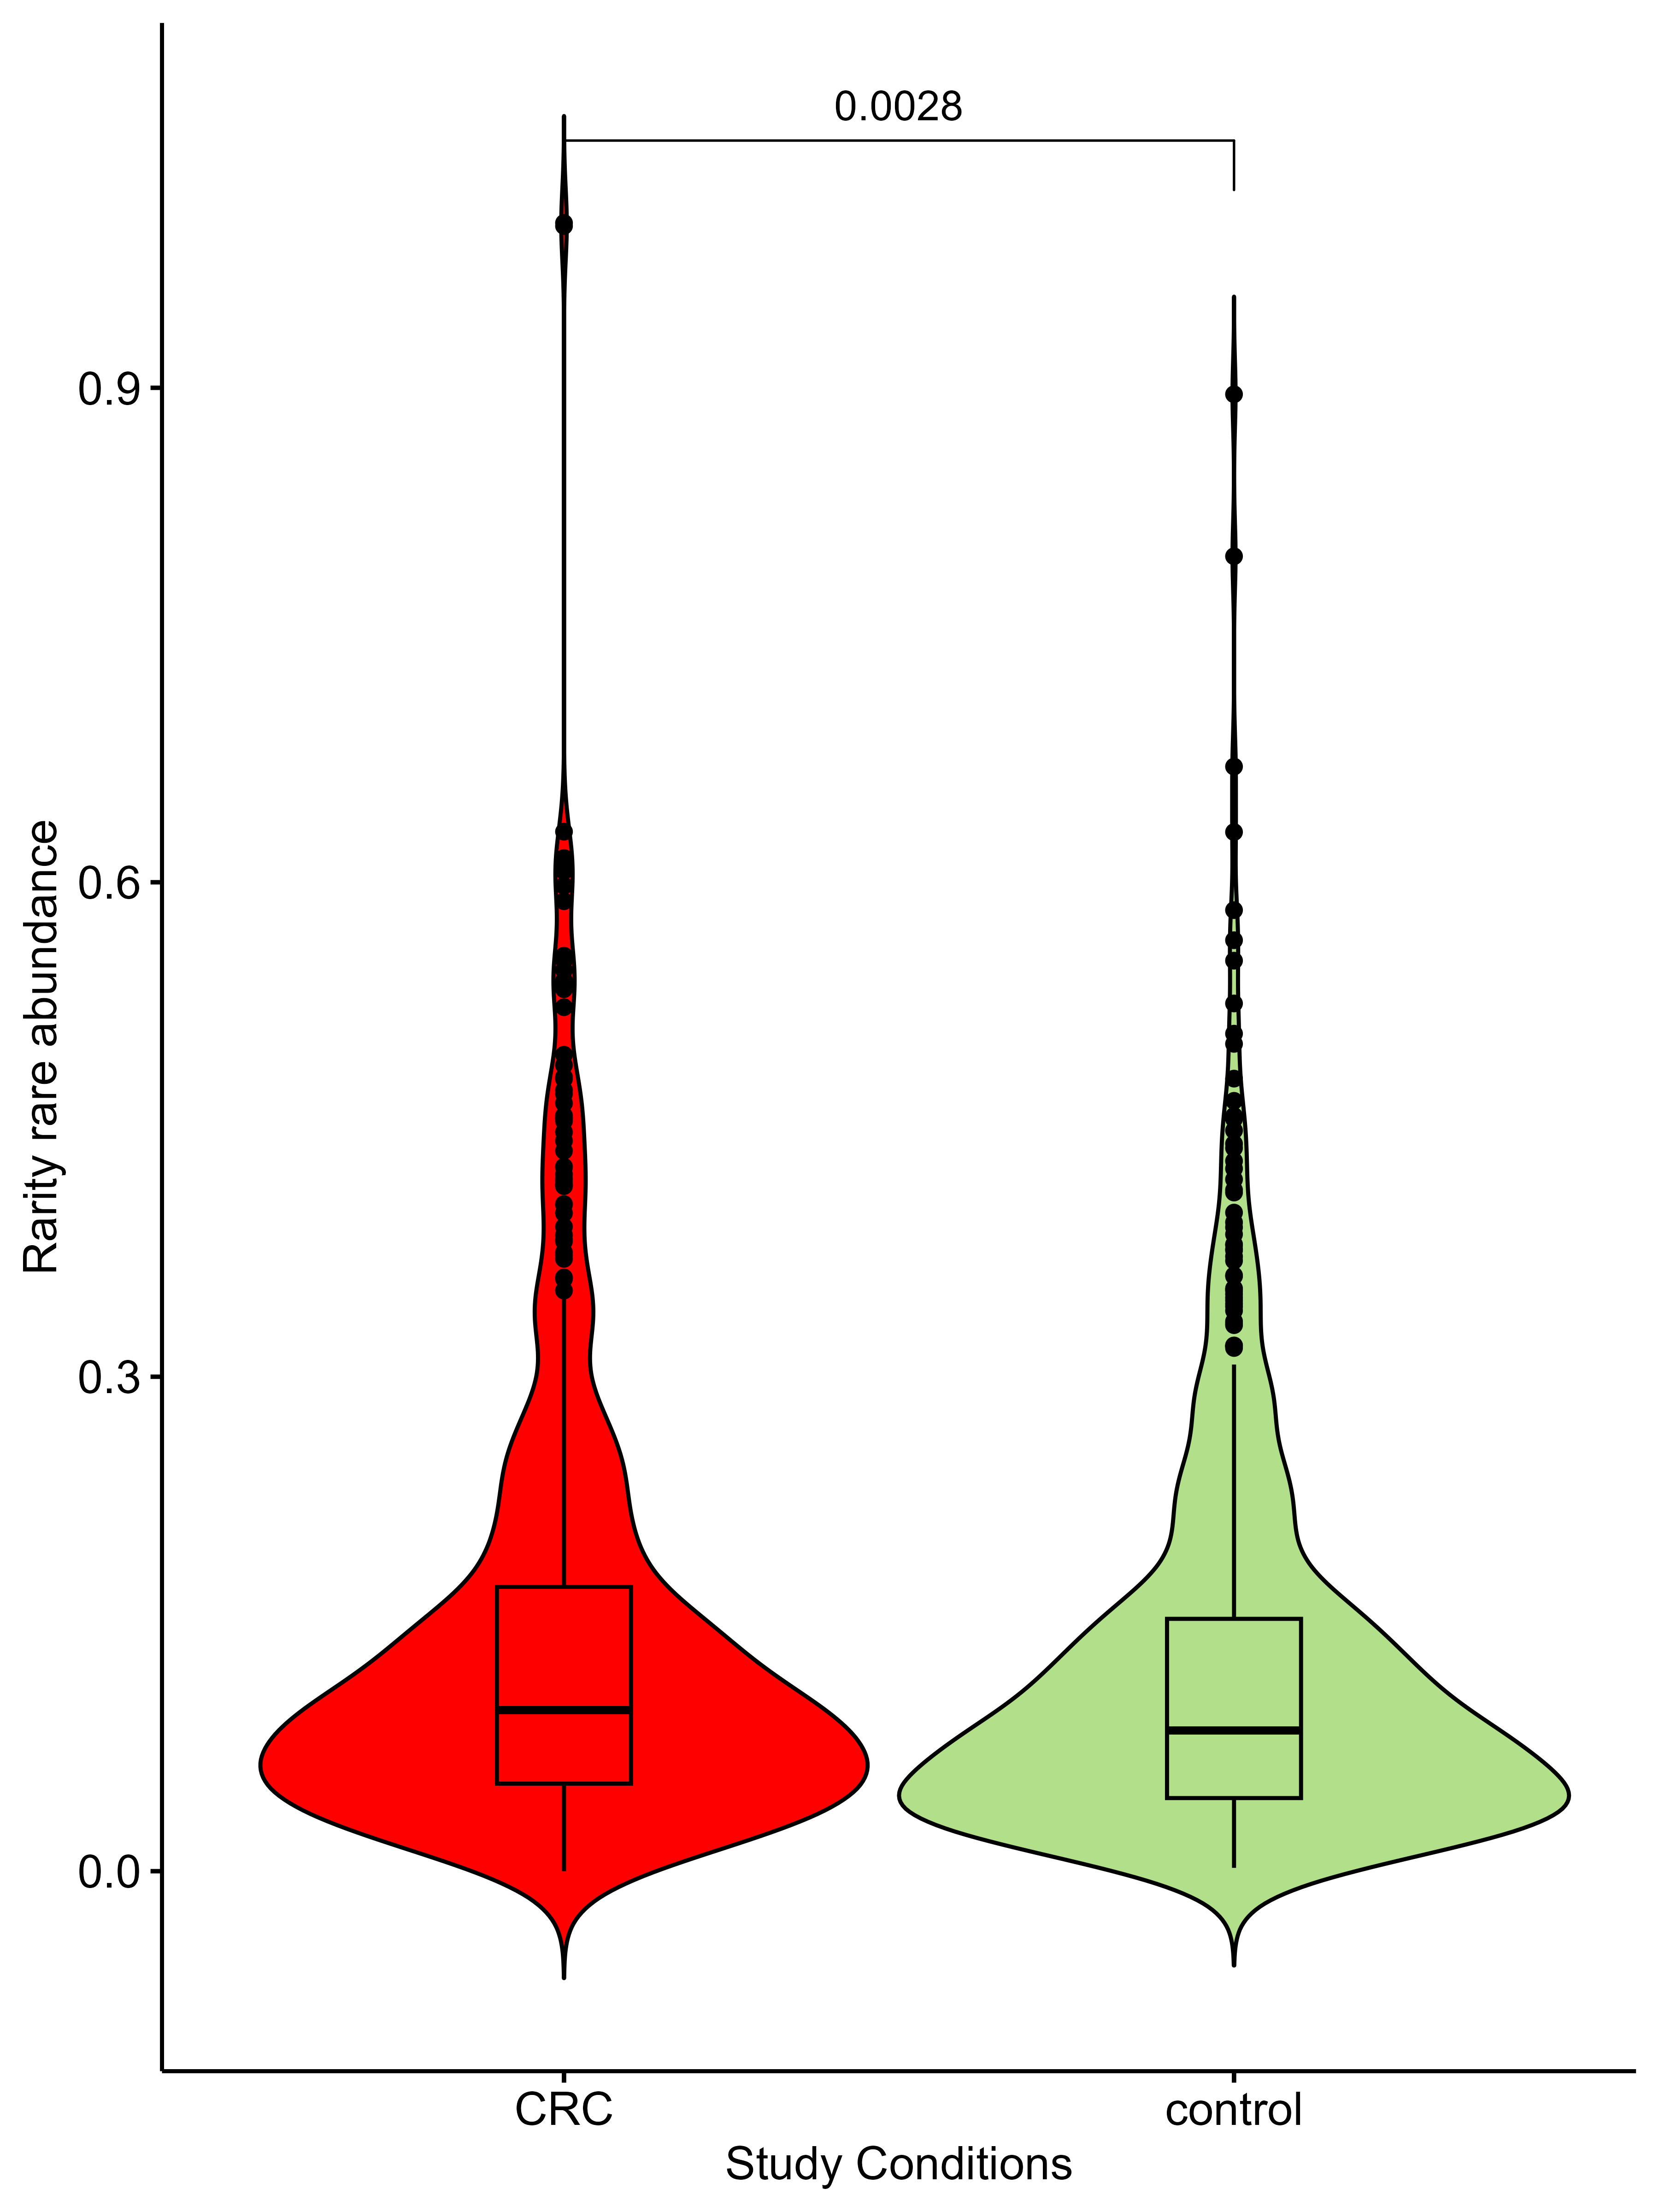 0.0028
0.9
0.6
0.3
0.0
Rarity rare abundance
CRC control
Study Conditions